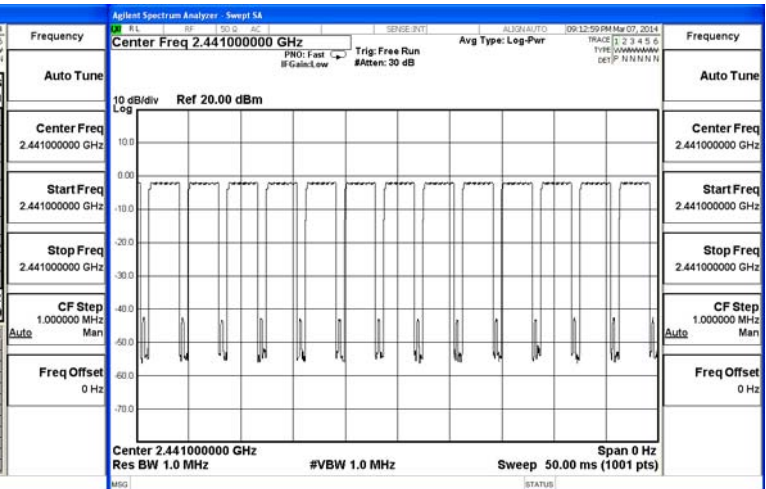 Agilent Spectrum Analyzer - Swept SA
RL RF 50 Ω AC SENSE:INT ALIGNAUTO 09:12:59 PM Mar 07, 2014
Center Freq 2.441000000 GHz
PNO: Fast
IFGain:Low
Trig: Free Run
#Atten: 30 dB
Avg Type: Log-Pwr
TRACE 1 2 3 4 5 6
TYPE
DET P N N N N N
10 dB/div Ref 20.00 dBm
Log
10.0
0.00
-10.0
-20.0
-30.0
-40.0
-50.0
-60.0
-70.0
Center 2.441000000 GHz
Span 0 Hz
Res BW 1.0 MHz
#VBW 1.0 MHz
Sweep 50.00 ms (1001 pts)
MSG
STATUS
Frequency
Auto Tune
Center Freq
2.441000000 GHz
Start Freq
2.441000000 GHz
Stop Freq
2.441000000 GHz
CF Step
1.000000 MHz
Auto Man
Freq Offset
0 Hz
Frequency
Auto Tune
Center Freq
2.441000000 GHz
Start Freq
2.441000000 GHz
Stop Freq
2.441000000 GHz
CF Step
1.000000 MHz
Auto Man
Freq Offset
0 Hz